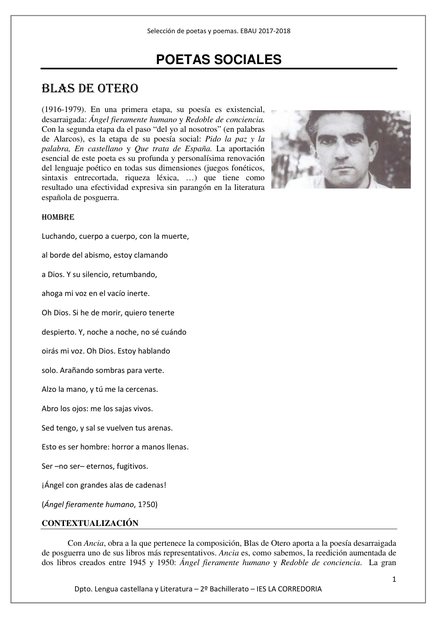 Selección de poetas y poemas. EBAU 2017-2018
POETAS SOCIALES
BLAS DE OTERO
(1916-1979). En una primera etapa, su poesía es existencial,
desarraigada: Ángel fieramente humano y Redoble de conciencia.
Con la segunda etapa da el paso “del yo al nosotros” (en palabras
de Alarcos), es la etapa de su poesía social: Pido la paz y la
palabra, En castellano y Que trata de España. La aportación
esencial de este poeta es su profunda y personalísima renovación
del lenguaje poético en todas sus dimensiones (juegos fonéticos,
sintaxis entrecortada, riqueza léxica, …) que tiene como
resultado una efectividad expresiva sin parangón en la literatura
española de posguerra.
HOMBRE
Luchando, cuerpo a cuerpo, con la muerte,
al borde del abismo, estoy clamando
a Dios. Y su silencio, retumbando,
ahoga mi voz en el vacío inerte.
Oh Dios. Si he de morir, quiero tenerte
despierto. Y, noche a noche, no sé cuándo
oirás mi voz. Oh Dios. Estoy hablando
solo. Arañando sombras para verte.
Alzo la mano, y tú me la cercenas.
Abro los ojos: me los sajas vivos.
Sed tengo, y sal se vuelven tus arenas.
Esto es ser hombre: horror a manos llenas.
Ser –no ser– eternos, fugitivos.
¡Ángel con grandes alas de cadenas!
(Ángel fieramente humano, 1?50)
CONTEXTUALIZACIÓN
Con Ancia, obra a la que pertenece la composición, Blas de Otero aporta a la poesía desarraigada
de posguerra uno de sus libros más representativos. Ancia es, como sabemos, la reedición aumentada de
dos libros creados entre 1945 y 1950: Ángel fieramente humano y Redoble de conciencia. La gran
1
Dpto. Lengua castellana y Literatura – 2º Bachillerato – IES LA CORREDORIA